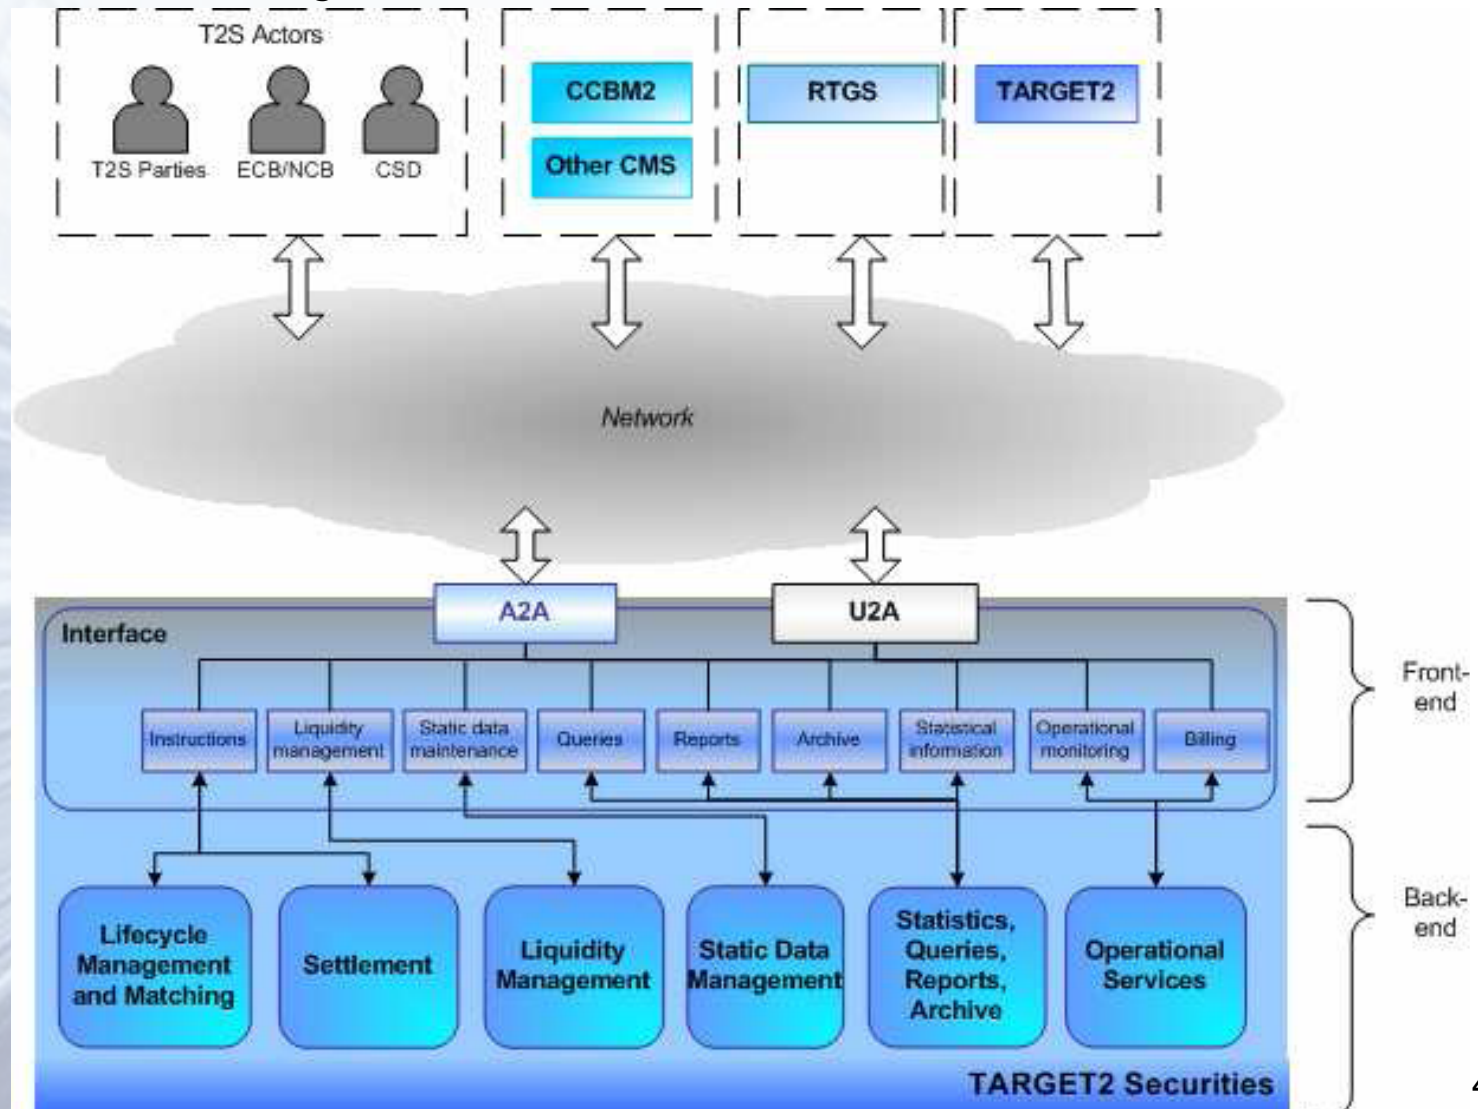 T2S Actors
T2S Parties
ECB/NCB
CSD
CCBM2
Other CMS
RTGS
TARGET2
Network
A2A
U2A
Interface
Instructions
Liquidity
management
Static data
maintenance
Queries
Reports
Archive
Statistical
information
Operational
monitoring
Billing
Front-
end
Lifecycle
Management
and Matching
Settlement
Liquidity
Management
Static Data
Management
Statistics,
Queries,
Reports,
Archive
Operational
Services
Back-
end
TARGET2 Securities